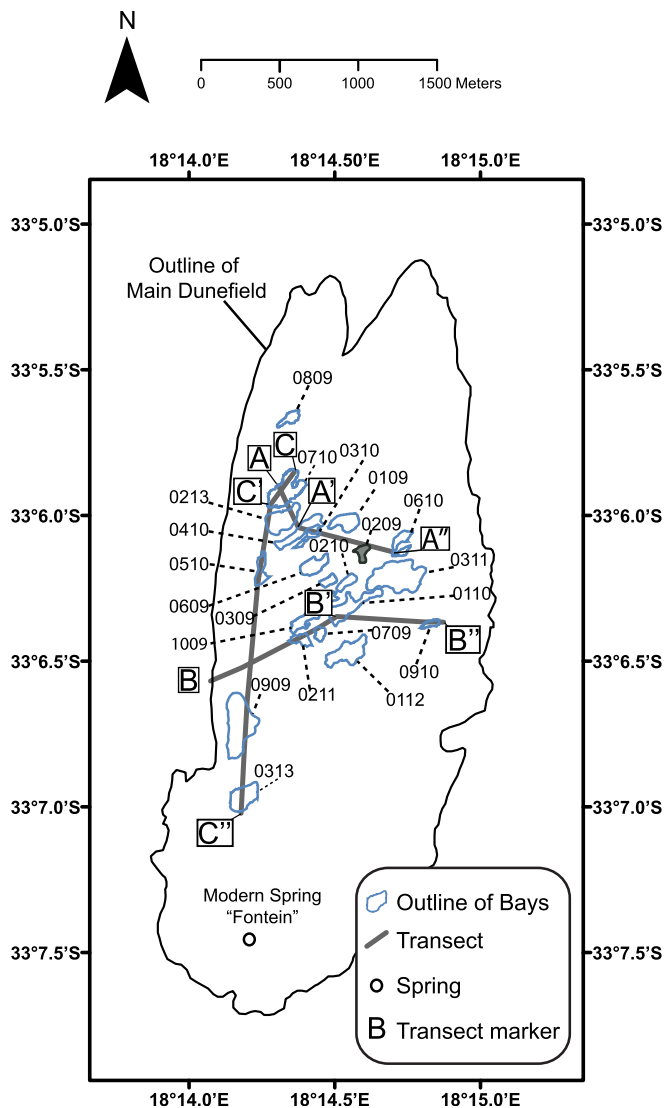 N
0 500 1000 1500 Meters
18°14.0’E 18°14.50’E 18°15.0’E
33°5.0’S 33°5.0’S
Outline of
Main Dunefield
33°5.5’S 33°5.5’S
0809
C
A
0710
0310
C’
A’
0109
0213
0610
33°6.0’S 33°6.0’S
0410
0209
A”
0210
0311
0510
0609
B’
0110
0309
1009
0709
B”
33°6.5’S 33°6.5’S
0910
B
0909
0211
0112
0313
33°7.0’S 33°7.0’S
C”
Modern Spring
“Fontein”
Outline of Bays
33°7.5’S 33°7.5’S
Transect
Spring
B Transect marker
18°14.0’E 18°14.5’E 18°15.0’E